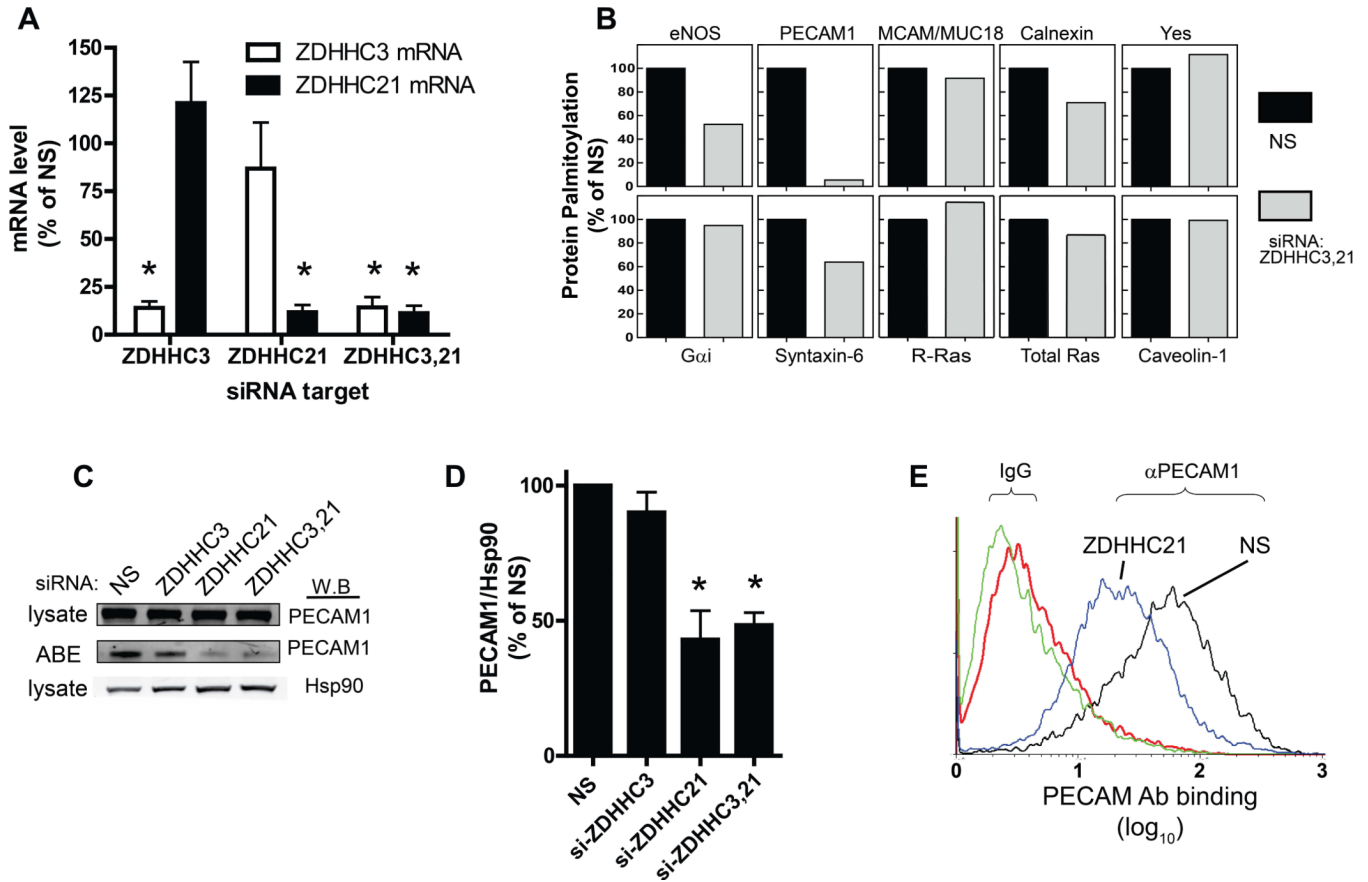 A
ZDHHC3 mRNA
ZDHHC21 mRNA
mRNA level
(% of NS)
150
125
100
75
50
25
0
*
*
*
*
ZDHHC3
ZDHHC21
ZDHHC3,21
siRNA target
B
eNOS
PECAM1
MCAM/MUC18
Calnexin
Yes
Protein Palmitoylation
(% of NS)
100
80
60
40
20
0
100
80
60
40
20
0
Gαi
Syntaxin-6
R-Ras
Total Ras
Caveolin-1
NS
siRNA:
ZDHHC3,21
C
siRNA:
NS
ZDHHC3
ZDHHC21
ZDHHC3,21
W.B
lysate
PECAM1
ABE
PECAM1
lysate
Hsp90
D
PECAM1/Hsp90
(% of NS)
100
50
0
*
*
NS
si-ZDHHC3
si-ZDHHC21
si-ZDHHC3,21
E
IgG
αPECAM1
ZDHHC21
NS
0
1
2
3
PECAM Ab binding
(log10)